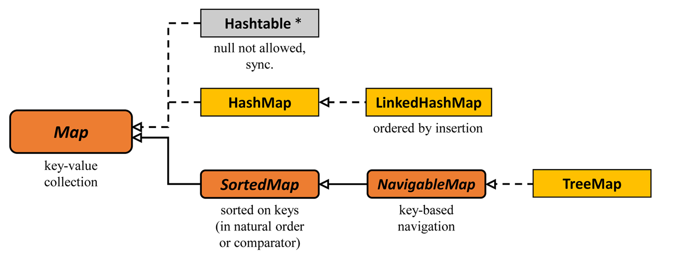 Hashtable *
null not allowed,
sync.
HashMap
LinkedHashMap
ordered by insertion
Map
key-value
collection
SortedMap
sorted on keys
(in natural order
or comparator)
NavigableMap
key-based
navigation
TreeMap